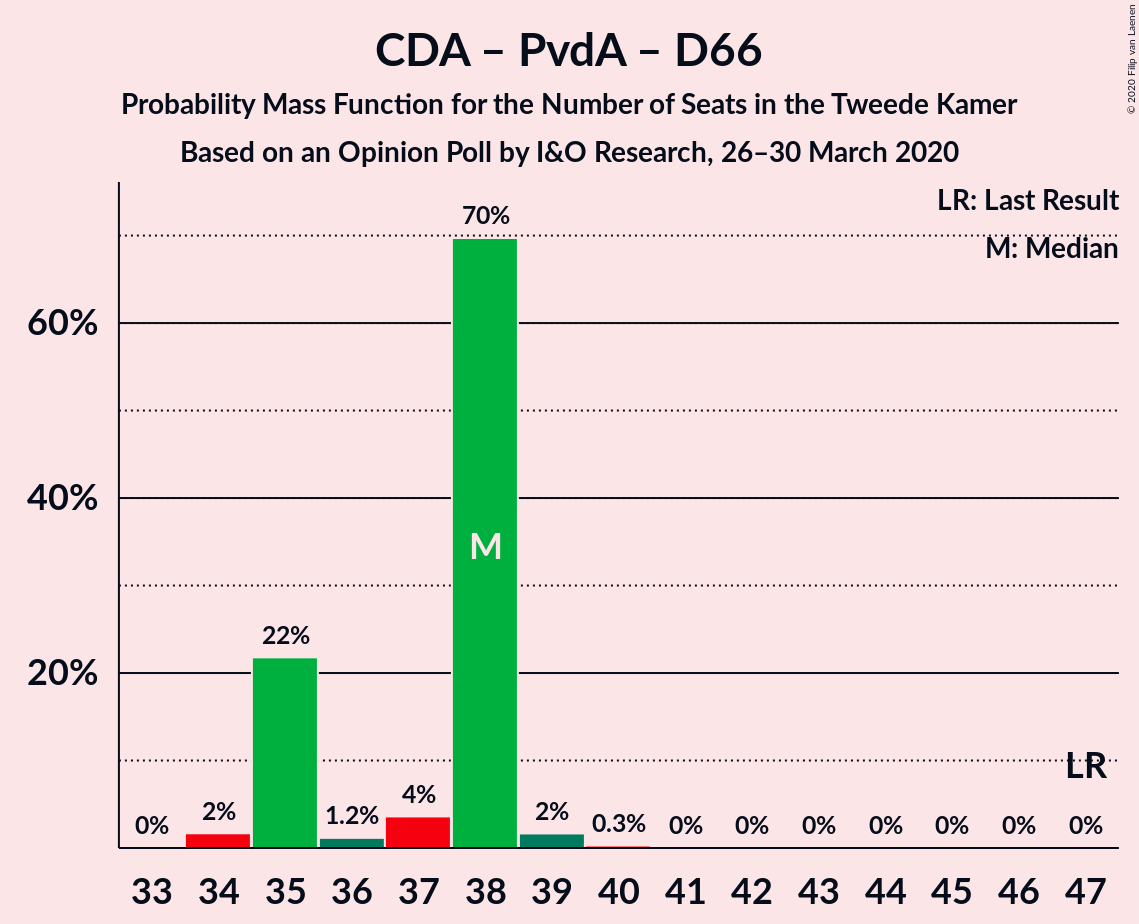 CDA – PvdA – D66
Probability Mass Function for the Number of Seats in the Tweede Kamer
Based on an Opinion Poll by I&O Research, 26–30 March 2020
© 2020 Filip van Laenen
LR: Last Result
M: Median
60%
40%
20%
0%
2%
22%
1.2%
4%
70%
M
2%
0.3%
0%
0%
0%
0%
0%
0%
0%
LR
33 34 35 36 37 38 39 40 41 42 43 44 45 46 47